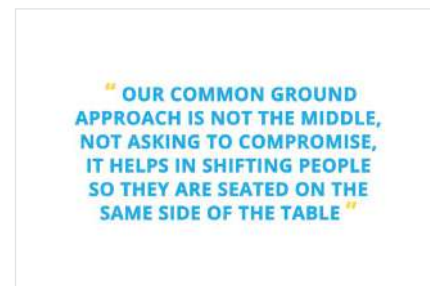 " OUR COMMON GROUND
APPROACH IS NOT THE MIDDLE,
NOT ASKING TO COMPROMISE,
IT HELPS IN SHIFTING PEOPLE
SO THEY ARE SEATED ON THE
SAME SIDE OF THE TABLE "